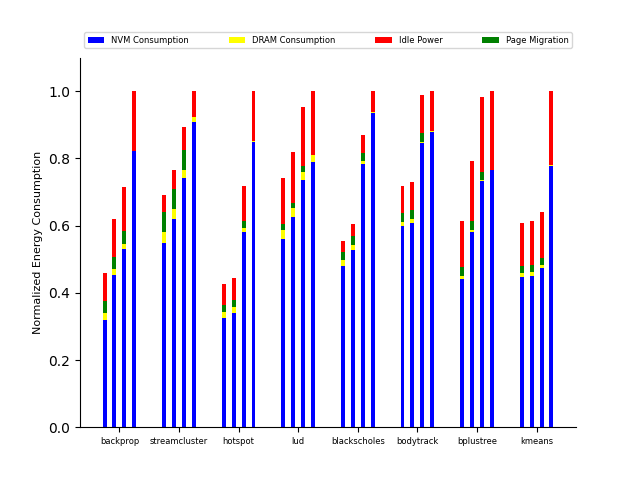 NVM Consumption DRAM Consumption Idle Power Page Migration
Normalized Energy Consumption
1.0
0.8
0.6
0.4
0.2
0.0
backprop streamcluster hotspot lud blackscholes bodytrack bplustree kmeans